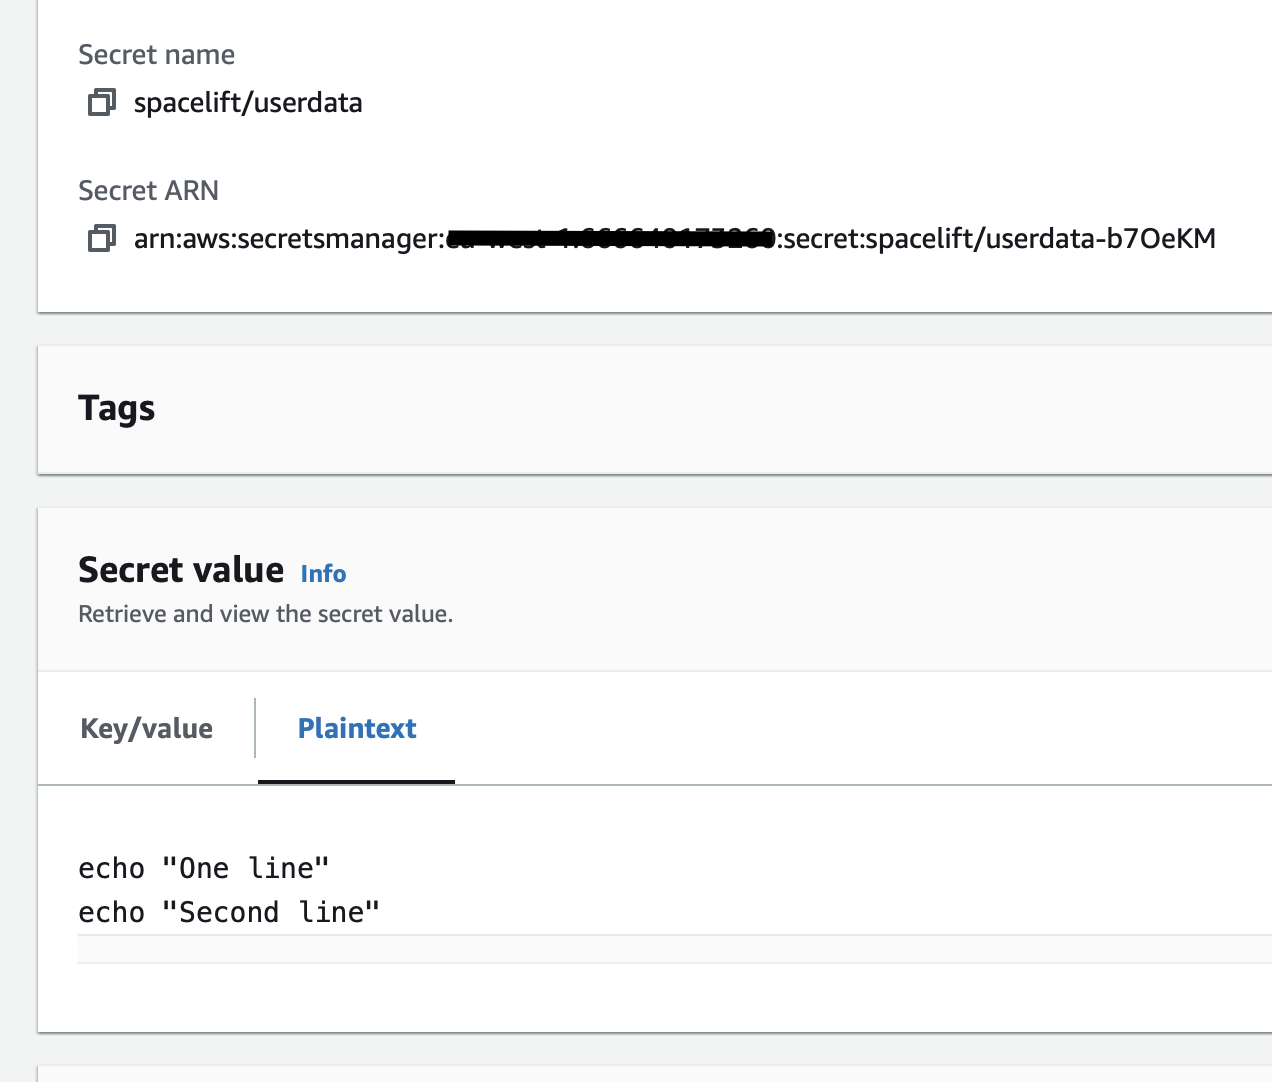 Secret name
spacelift/userdata
Secret ARN
arn:aws:secretsmanager: :secret:spacelift/userdata-b7OeKM
Tags
Secret value Info
Retrieve and view the secret value.
Key/value Plaintext
echo "One line"
echo "Second line"